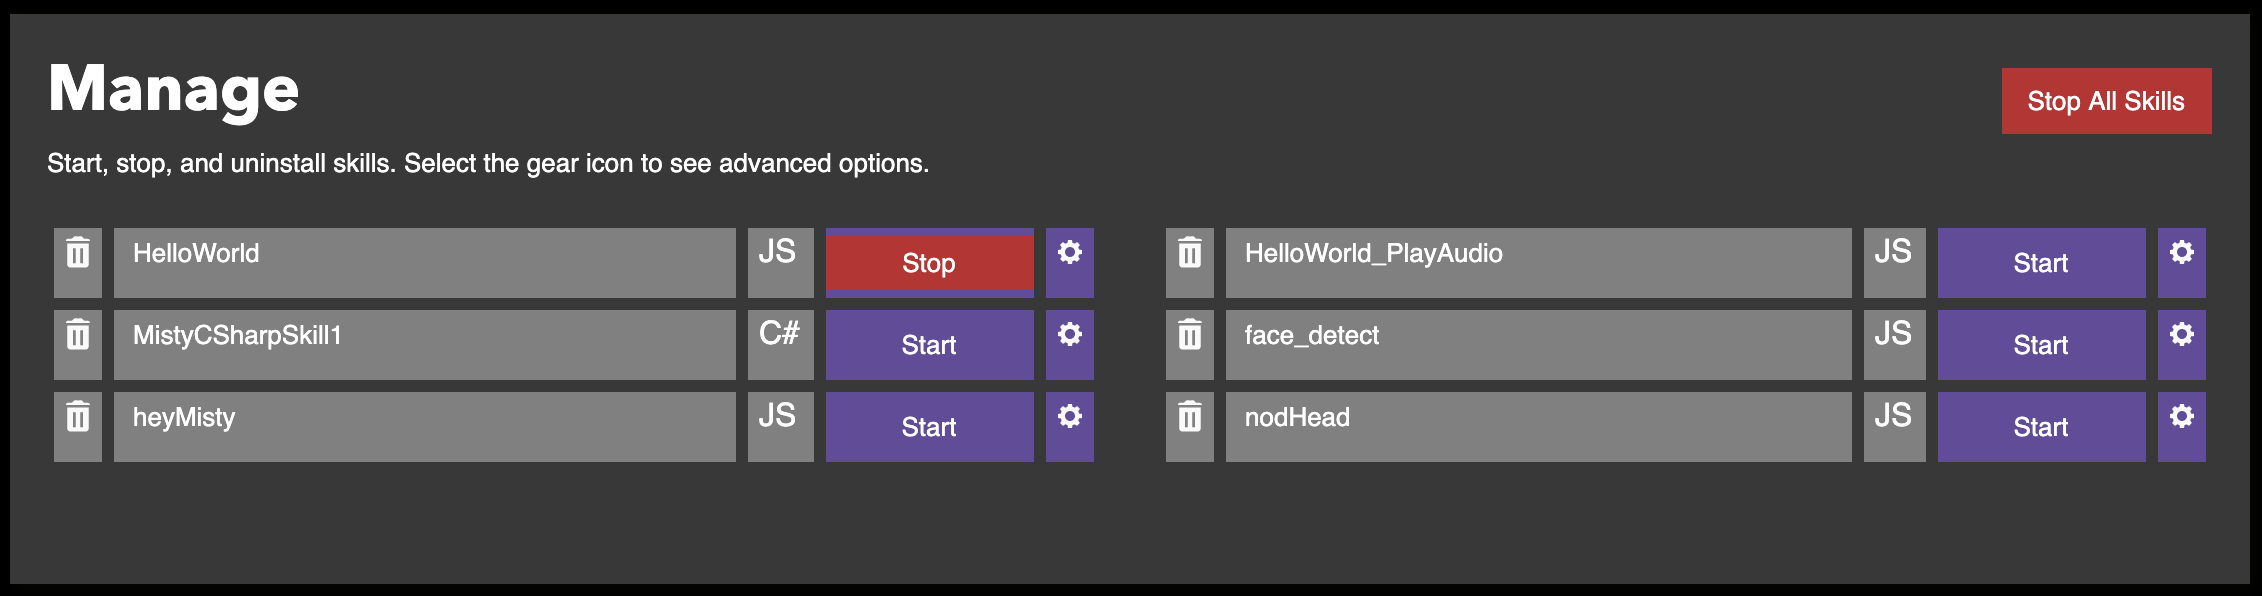 Manage
Stop All Skills
Start, stop, and uninstall skills. Select the gear icon to see advanced options.
HelloWorld JS Stop
HelloWorld_PlayAudio JS Start
MistyCSharpSkill1 C# Start
face_detect JS Start
heyMisty JS Start
nodHead JS Start